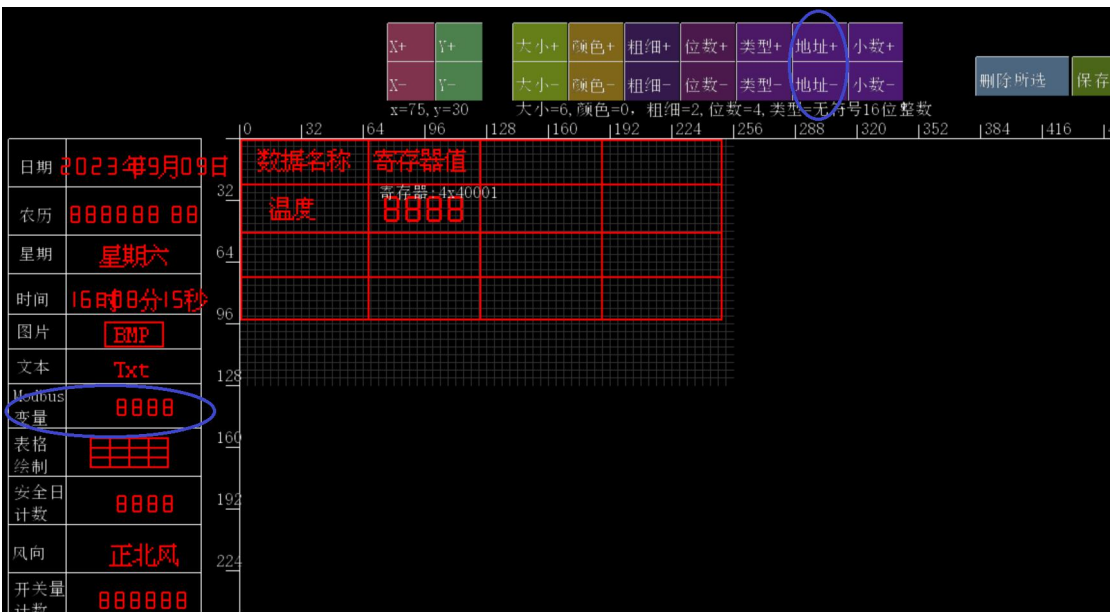 X+ Y+ 大小+ 颜色+ 粗细+ 位数+ 类型+ 地址+ 小数+
X- Y- 大小- 颜色- 粗细- 位数- 类型- 地址- 小数- 删除所选 保存
x=75,y=30 大小=6,颜色=0,粗细=2,位数=4,类型=无符号16位整数
0 32 64 96 128 160 192 224 256 288 320 352 384 416
日期 2023年9月09日 数据名称 寄存器值
32 寄存器:4x40001
农历 888888 88 温度 8888
星期 星期六 64
时间 16时08分15秒
96
图片 BMP
文本 Txt
128
Modbus
变量 8888
表格 160
绘制
安全日 192
计数 8888
风向 正北风 224
开关量
计数 888888